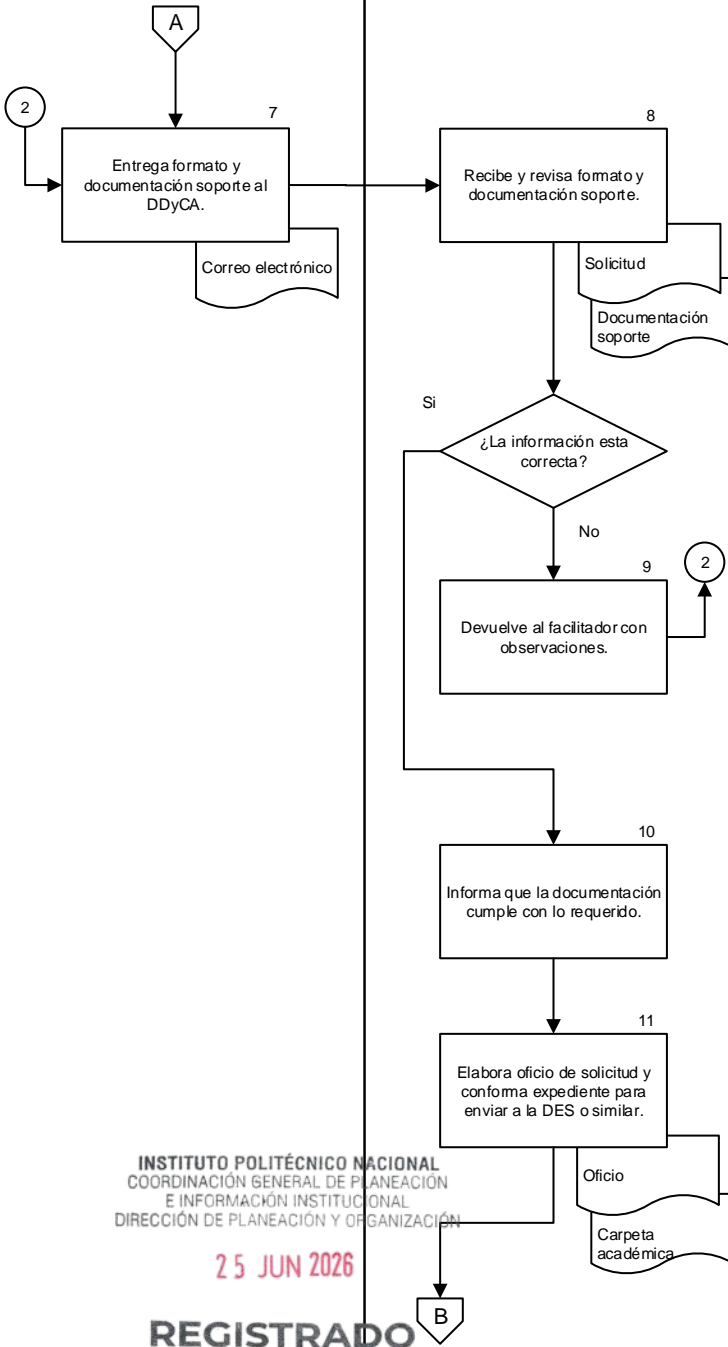 A
2
7
Entrega formato y
documentación soporte al
DDyCA.
Correo electrónico
8
Recibe y revisa formato y
documentación soporte.
Solicitud
Documentación
soporte
Si
¿La información esta
correcta?
No
9
2
Devuelve al facilitador con
observaciones.
10
Informa que la documentación
cumple con lo requerido.
11
Elabora oficio de solicitud y
conforma expediente para
enviar a la DES o similar.
Oficio
Carpeta
académica
B
INSTITUTO POLITÉCNICO NACIONAL
COORDINACIÓN GENERAL DE PLANEACIÓN
E INFORMACIÓN INSTITUCIONAL
DIRECCIÓN DE PLANEACIÓN Y ORGANIZACIÓN
25 JUN 2026
REGISTRADO